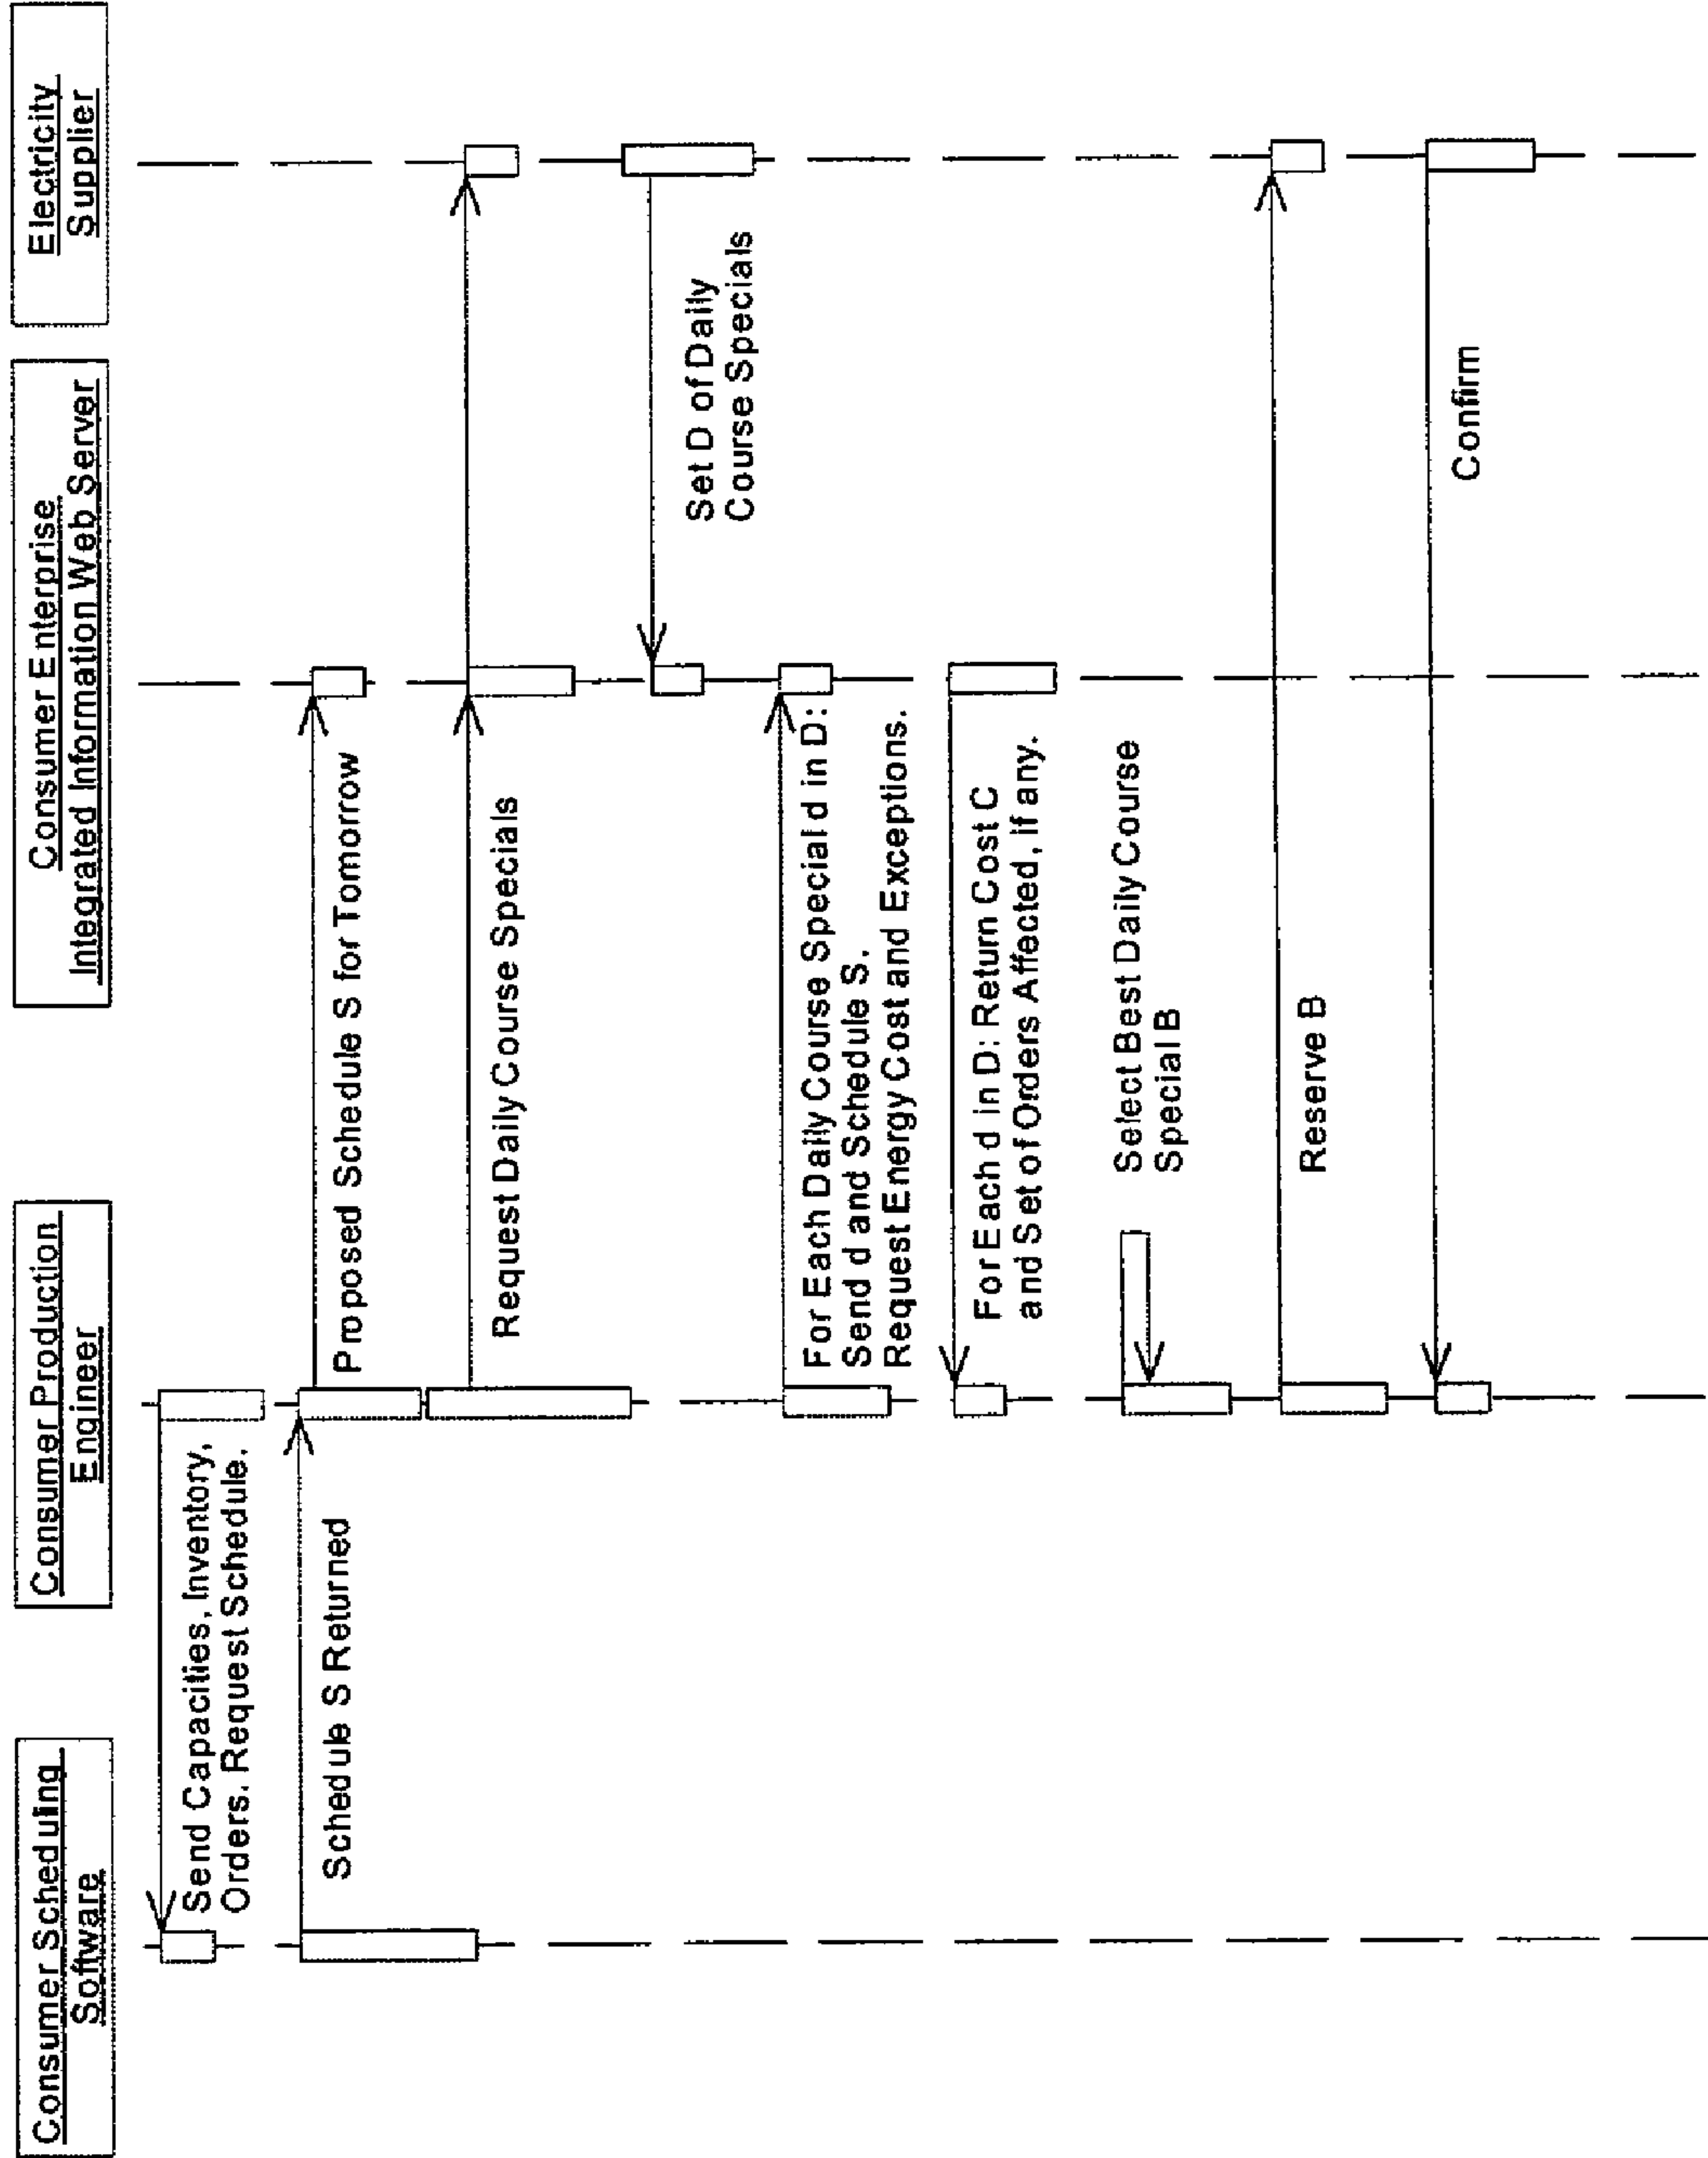 Consumer Scheduling
Software
Consumer Production
Engineer
Consumer Enterprise
Integrated Information Web Server
Electricity
Supplier
Send Capacities, Inventory,
Orders. Request Schedule.
Schedule S Returned
Proposed Schedule S for Tomorrow
Request Daily Course Specials
Set D of Daily
Course Specials
For Each Daily Course Special d in D:
Send d and Schedule S.
Request Energy Cost and Exceptions.
For Each d in D: Return Cost C
and Set of Orders Affected, if any.
Select Best Daily Course
Special B
Reserve B
Confirm